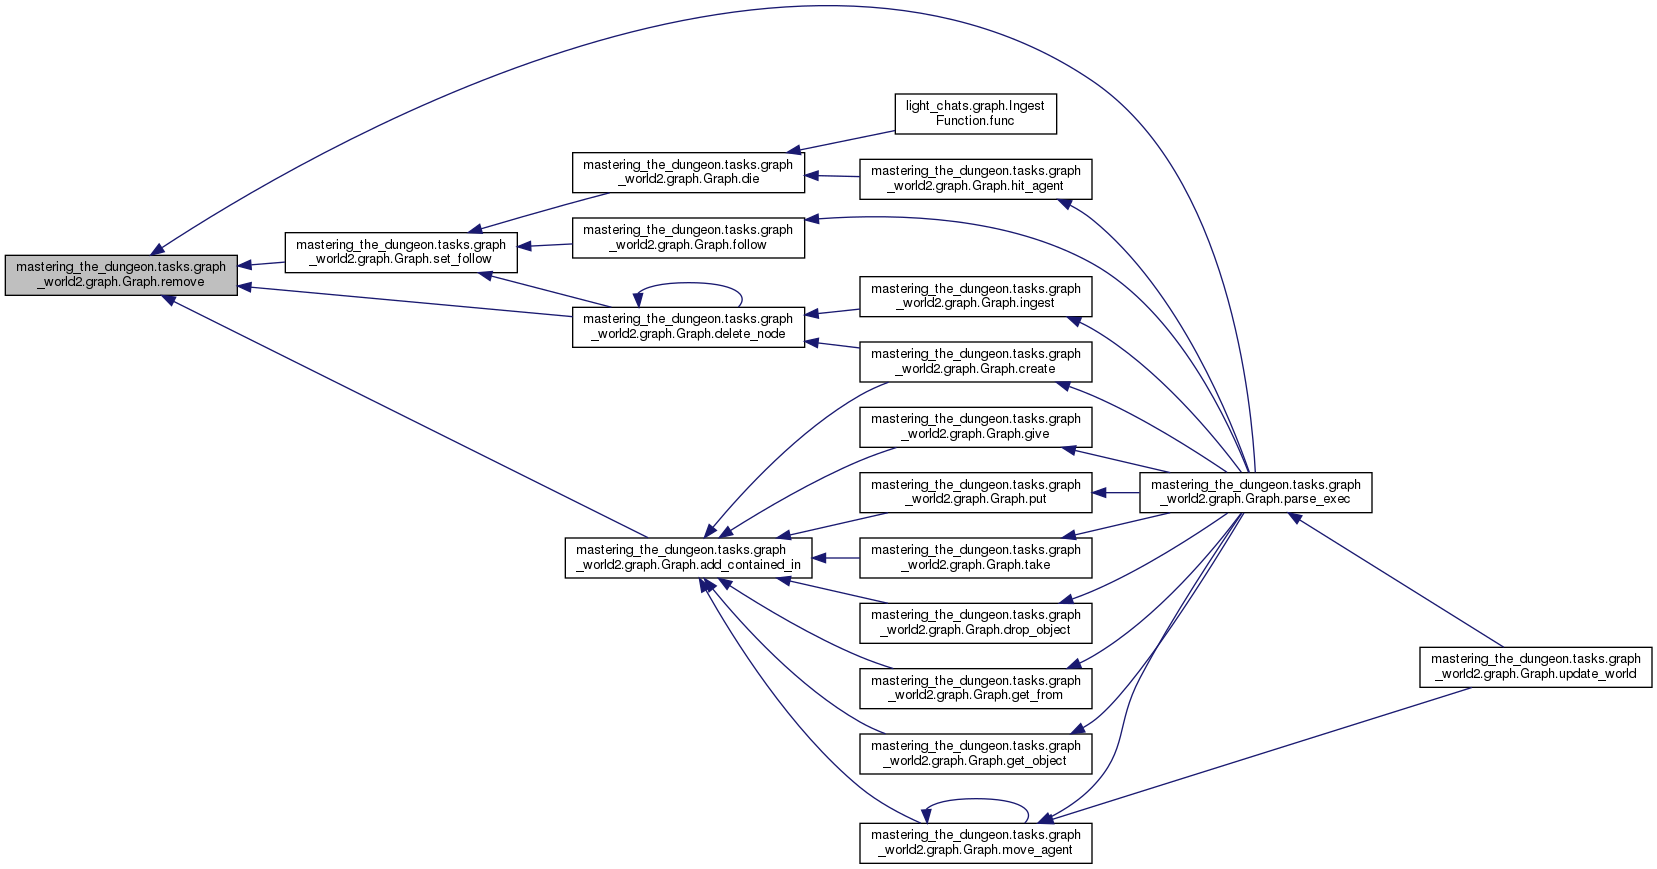 light_chats.graph.Ingest
Function.func
mastering_the_dungeon.tasks.graph
_world2.graph.Graph.die
mastering_the_dungeon.tasks.graph
_world2.graph.Graph.hit_agent
mastering_the_dungeon.tasks.graph
_world2.graph.Graph.follow
mastering_the_dungeon.tasks.graph
_world2.graph.Graph.set_follow
mastering_the_dungeon.tasks.graph
_world2.graph.Graph.remove
mastering_the_dungeon.tasks.graph
_world2.graph.Graph.ingest
mastering_the_dungeon.tasks.graph
_world2.graph.Graph.delete_node
mastering_the_dungeon.tasks.graph
_world2.graph.Graph.create
mastering_the_dungeon.tasks.graph
_world2.graph.Graph.give
mastering_the_dungeon.tasks.graph
_world2.graph.Graph.put
mastering_the_dungeon.tasks.graph
_world2.graph.Graph.parse_exec
mastering_the_dungeon.tasks.graph
_world2.graph.Graph.add_contained_in
mastering_the_dungeon.tasks.graph
_world2.graph.Graph.take
mastering_the_dungeon.tasks.graph
_world2.graph.Graph.drop_object
mastering_the_dungeon.tasks.graph
_world2.graph.Graph.get_from
mastering_the_dungeon.tasks.graph
_world2.graph.Graph.update_world
mastering_the_dungeon.tasks.graph
_world2.graph.Graph.get_object
mastering_the_dungeon.tasks.graph
_world2.graph.Graph.move_agent